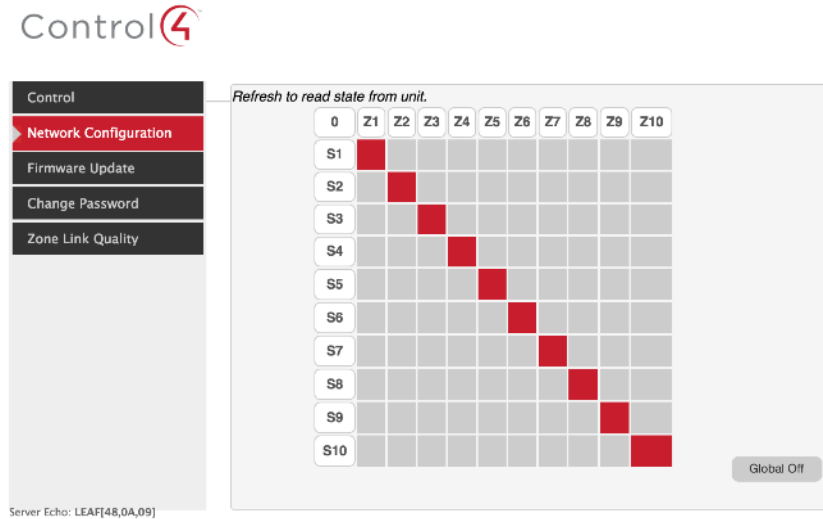 Control4
Control
Network Configuration
Firmware Update
Change Password
Zone Link Quality
Refresh to read state from unit.
0 Z1 Z2 Z3 Z4 Z5 Z6 Z7 Z8 Z9 Z10
S1
S2
S3
S4
S5
S6
S7
S8
S9
S10
Global Off
Server Echo: LEAF[48,0A,09]